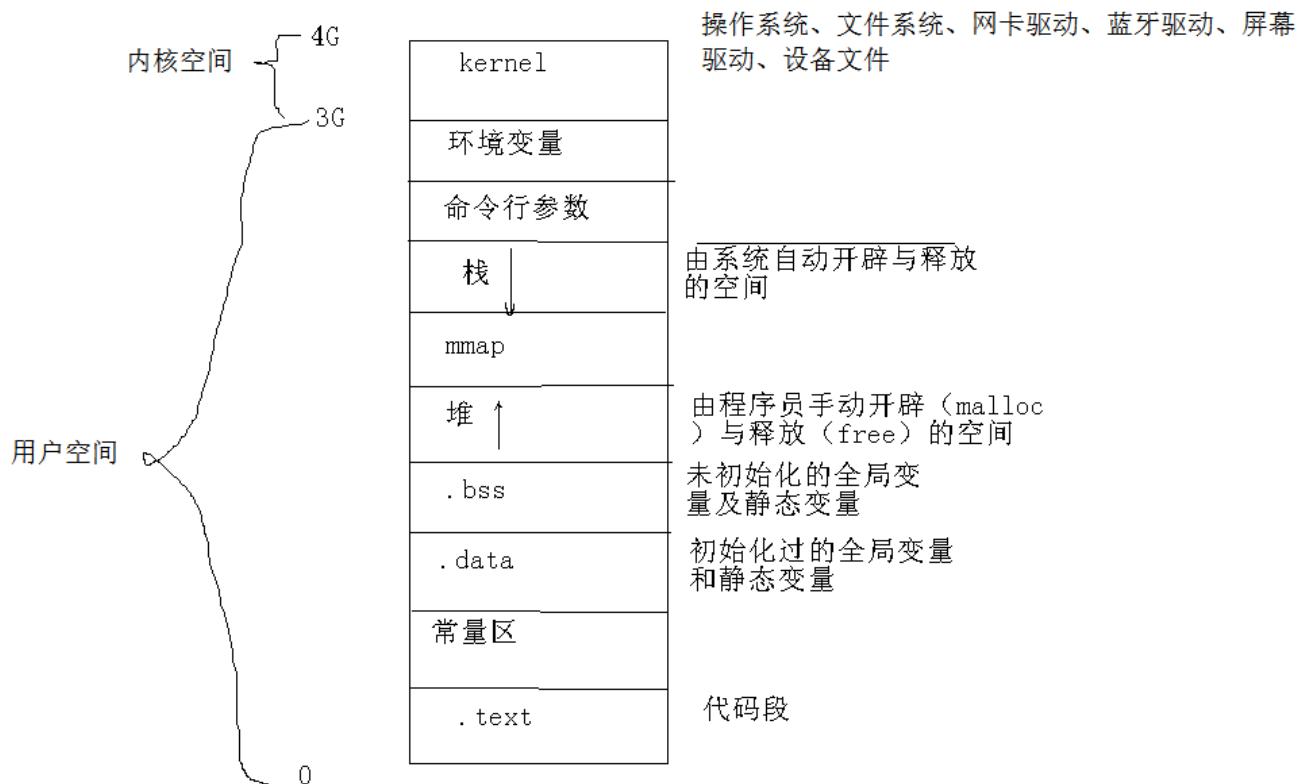 操作系统、文件系统、网卡驱动、蓝牙驱动、屏幕
驱动、设备文件
4G
内核空间
kernel
3G
环境变量
命令行参数
栈
由系统自动开辟与释放
的空间
mmap
堆
由程序员手动开辟（malloc
）与释放（free）的空间
用户空间
.bss
未初始化的全局变
量及静态变量
.data
初始化过的全局变量
和静态变量
常量区
.text
代码段
0